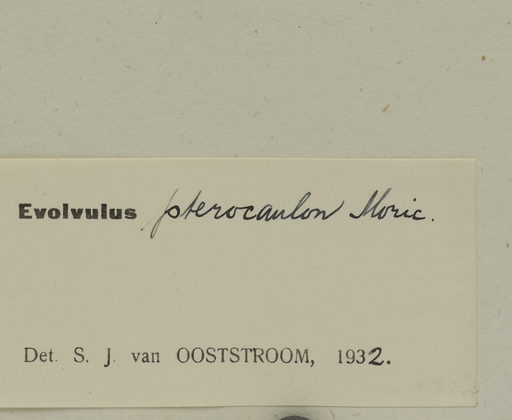 Evolvulus pterocaulon Moric.
Det. S. J. van OOSTSTROOM, 1932.